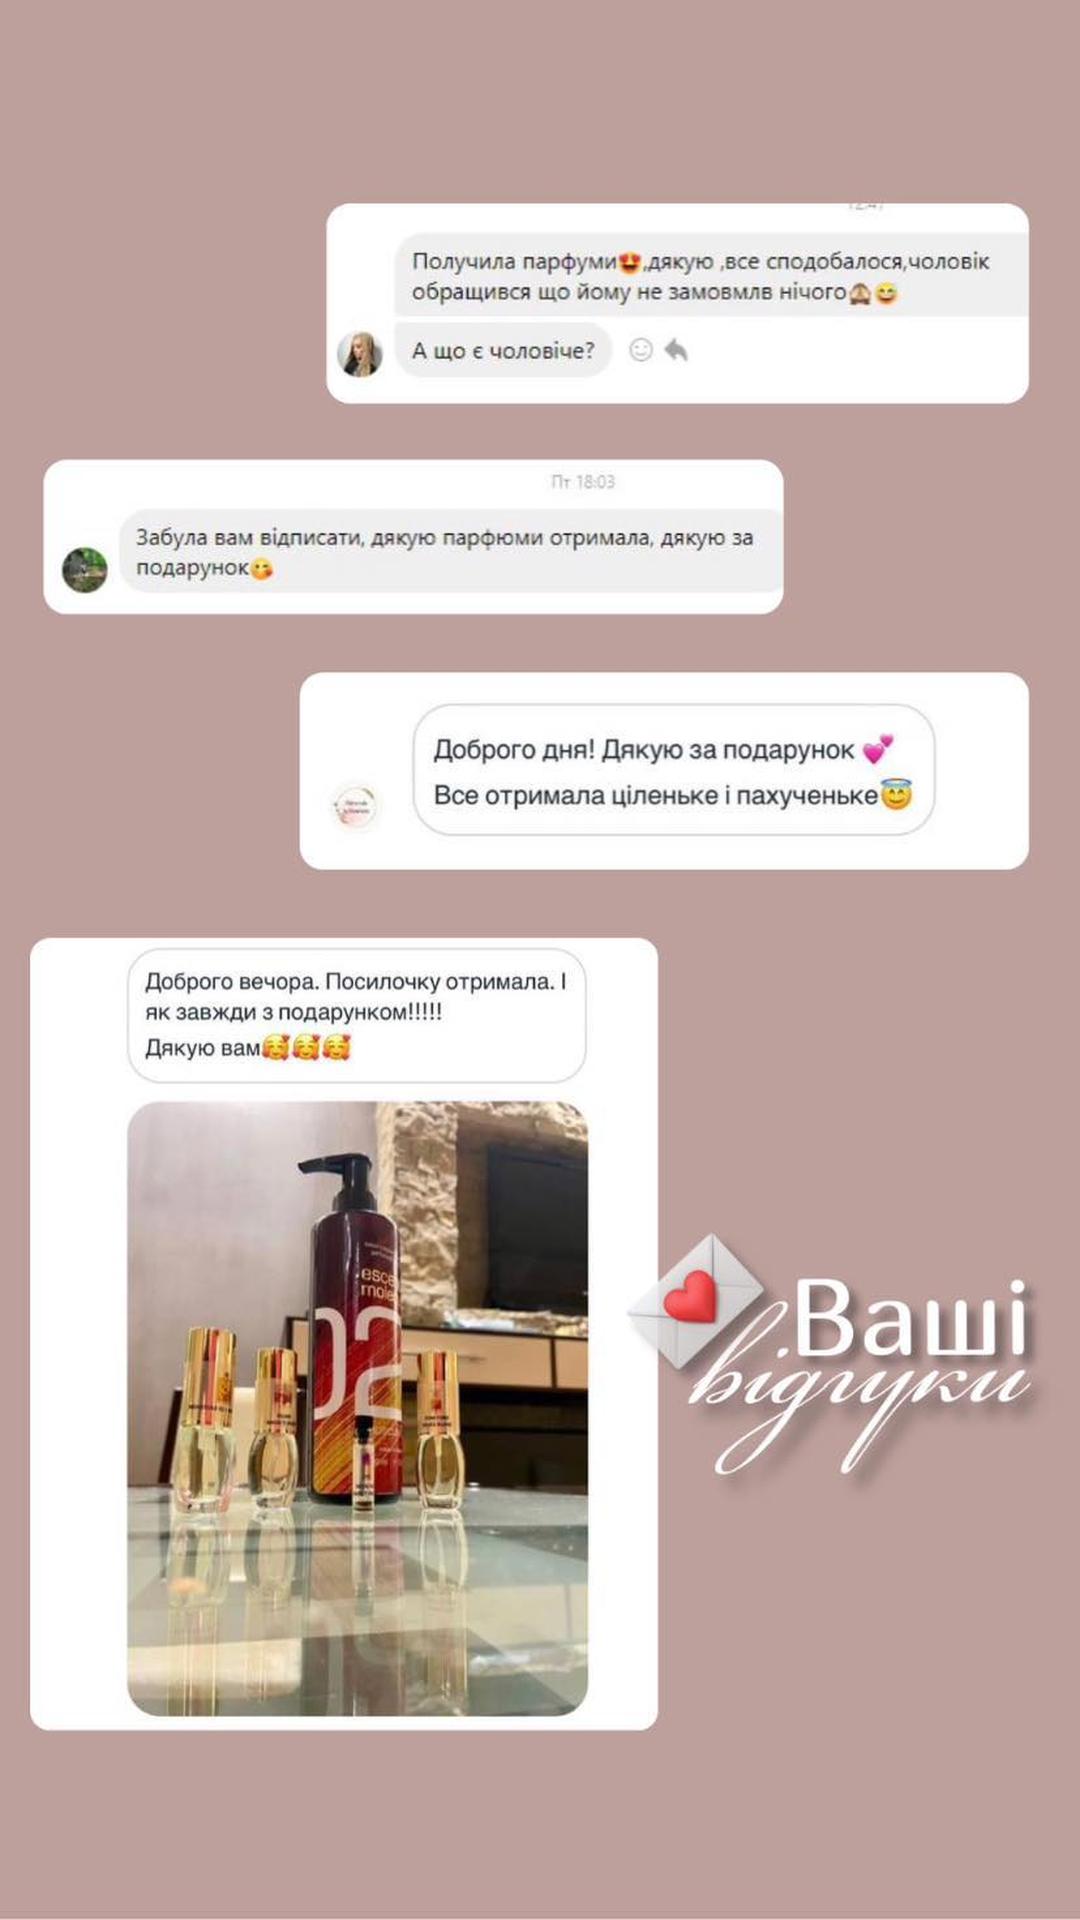 12:47
Получила парфуми😍,дякую ,все сподобалося,чоловік
обращився що йому не замовмлв нічого🙈😅
А що є чоловіче?
Пт 18:03
Забула вам відписати, дякую парфюми отримала, дякую за
подарунок😋
Доброго дня! Дякую за подарунок 💕
Все отримала ціленьке і пахученьке😇
Доброго вечора. Посилочку отримала. І
як завжди з подарунком!!!!!
Дякую вам🥰🥰🥰
esce
mole
02
Ваші
відгуки